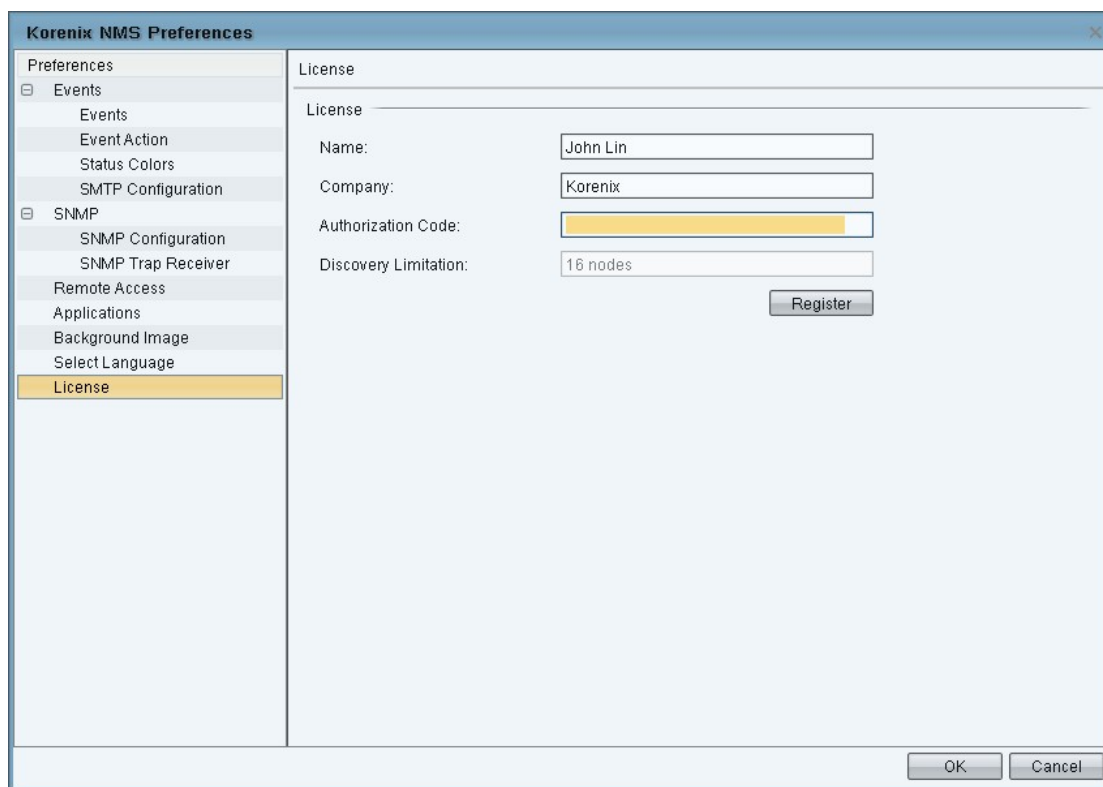 Korenix NMS Preferences
Preferences
Events
Events
Event Action
Status Colors
SMTP Configuration
SNMP
SNMP Configuration
SNMP Trap Receiver
Remote Access
Applications
Background Image
Select Language
License
License
License
Name:
John Lin
Company:
Korenix
Authorization Code:
Discovery Limitation:
16 nodes
Register
OK
Cancel